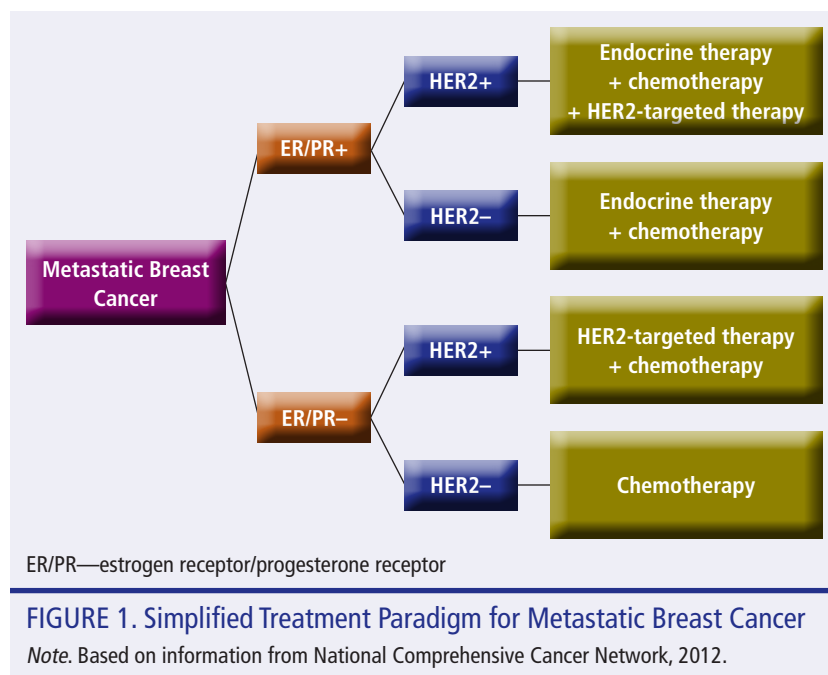 Metastatic Breast
Cancer
ER/PR+
HER2+
Endocrine therapy
+ chemotherapy
+ HER2-targeted therapy
HER2–
Endocrine therapy
+ chemotherapy
ER/PR–
HER2+
HER2-targeted therapy
+ chemotherapy
HER2–
Chemotherapy
ER/PR—estrogen receptor/progesterone receptor
FIGURE 1. Simplified Treatment Paradigm for Metastatic Breast Cancer
Note. Based on information from National Comprehensive Cancer Network, 2012.